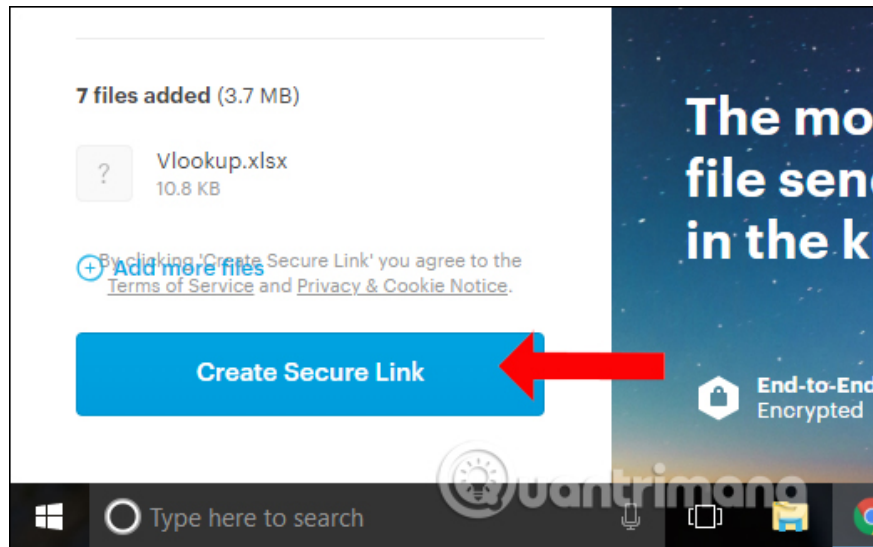 7 files added (3.7 MB)
?
Vlookup.xlsx
10.8 KB
By clicking 'Create Secure Link' you agree to the
Add more files
Terms of Service and Privacy & Cookie Notice.
Create Secure Link
The mo
file sen
in the k
End-to-End
Encrypted
Quantrimang
Type here to search